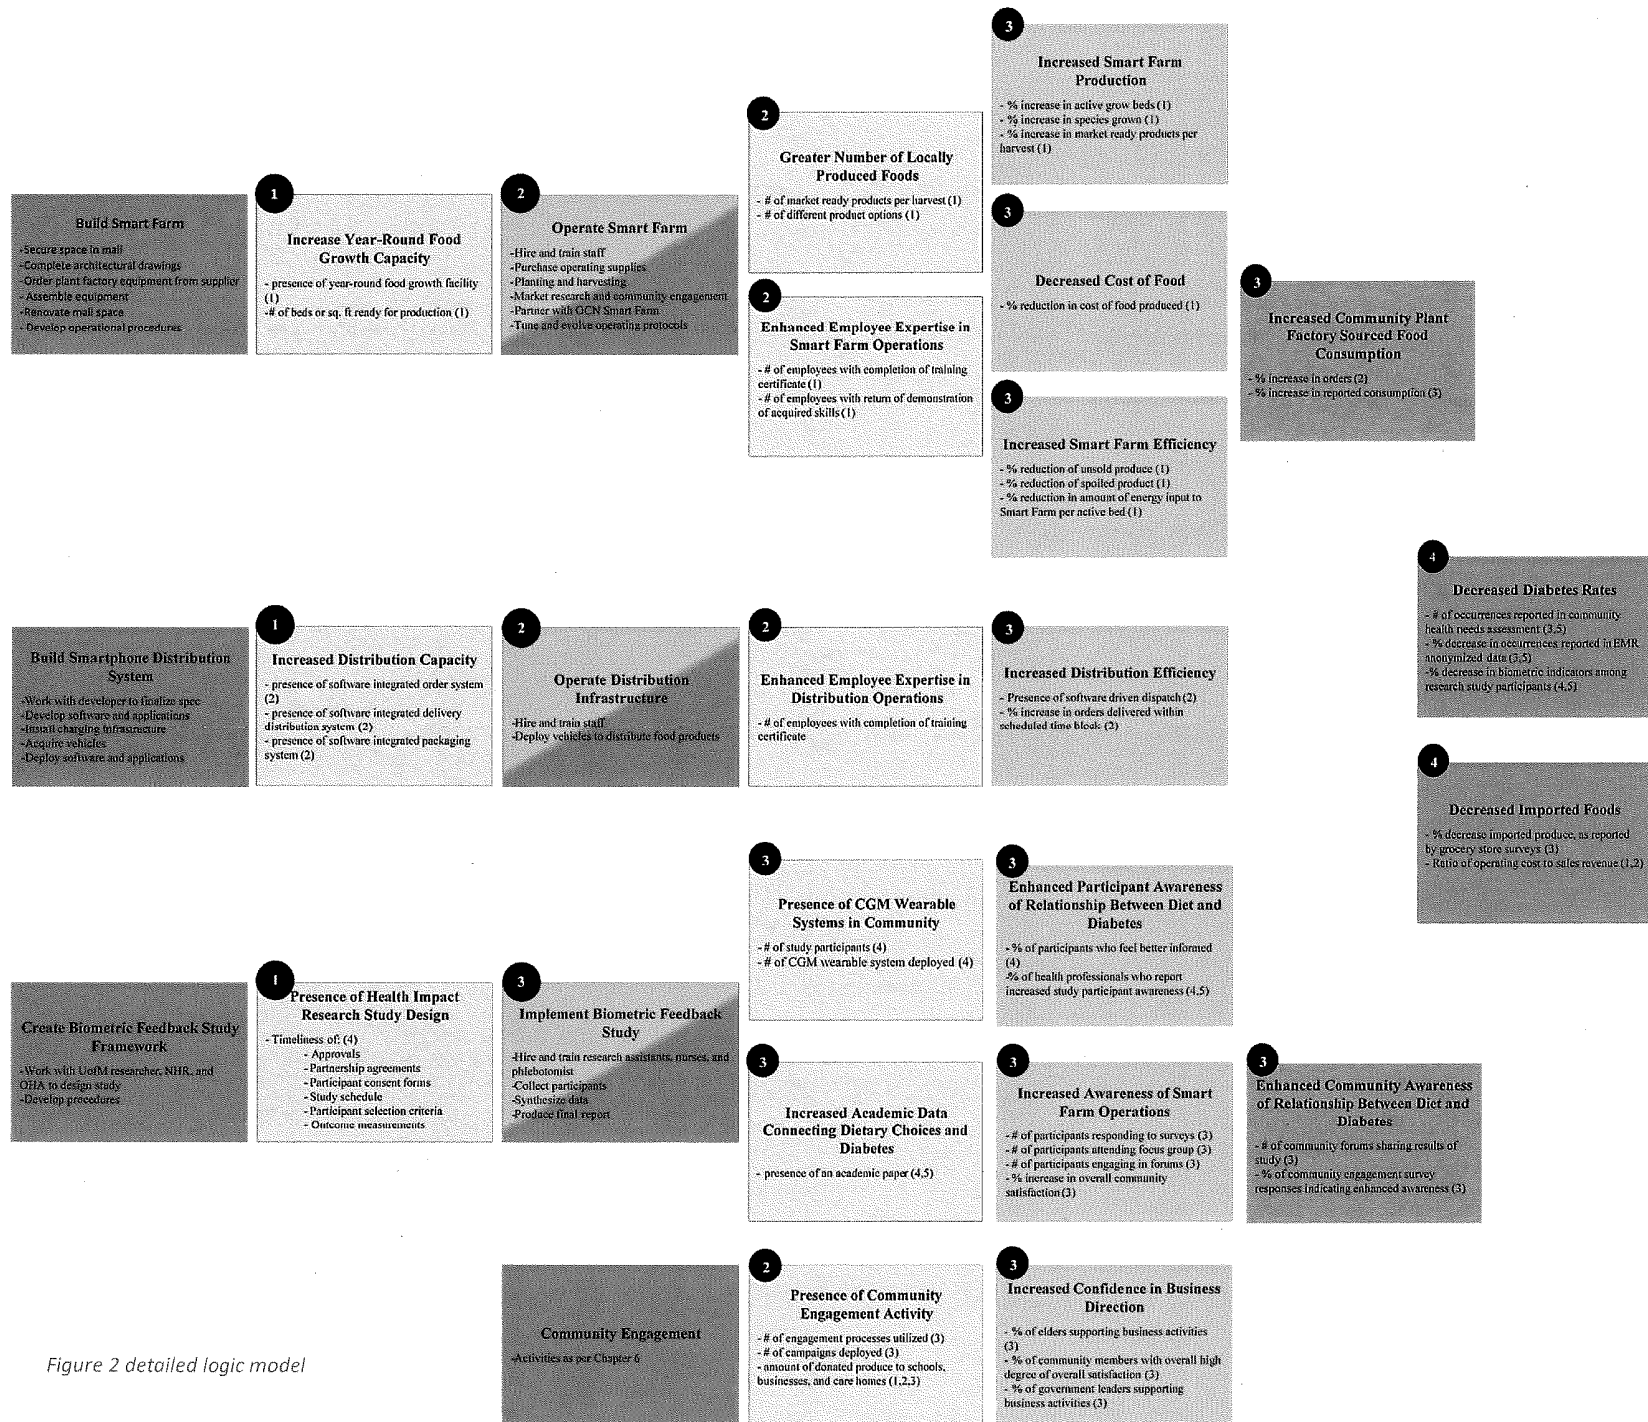 Build Smart Farm
-Secure space in mall
-Complete architectural drawings
-Order plant factory equipment from supplier
- Assemble equipment
-Renovate mall space
- Develop operational procedures
1
Increase Year-Round Food
Growth Capacity
- presence of year-round food growth facility
(1)
-# of beds or sq. ft ready for production (1)
2
Operate Smart Farm
-Hire and train staff
-Purchase operating supplies
-Planting and harvesting
-Market research and community engagement
-Partner with OCN Smart Farm
-Tune and evolve operating protocols
2
Greater Number of Locally
Produced Foods
- # of market ready products per harvest (1)
- # of different product options (1)
2
Enhanced Employee Expertise in
Smart Farm Operations
- # of employees with completion of training
certificate (1)
- # of employees with return of demonstration
of acquired skills (1)
3
Increased Smart Farm
Production
- % increase in active grow beds (1)
- % increase in species grown (1)
- % increase in market ready products per
harvest (1)
3
Decreased Cost of Food
- % reduction in cost of food produced (1)
3
Increased Smart Farm Efficiency
- % reduction of unsold produce (1)
- % reduction of spoiled product (1)
- % reduction in amount of energy input to
Smart Farm per active bed (1)
3
Increased Community Plant
Factory Sourced Food
Consumption
- % increase in orders (2)
- % increase in reported consumption (3)
Build Smartphone Distribution
System
-Work with developer to finalize spec
-Develop software and applications
-Install charging infrastructure
-Acquire vehicles
-Deploy software and applications
1
Increased Distribution Capacity
- presence of software integrated order system
(2)
- presence of software integrated delivery
distribution system (2)
- presence of software integrated packaging
system (2)
2
Operate Distribution
Infrastructure
-Hire and train staff
-Deploy vehicles to distribute food products
2
Enhanced Employee Expertise in
Distribution Operations
- # of employees with completion of training
certificate
3
Increased Distribution Efficiency
- Presence of software driven dispatch (2)
- % increase in orders delivered within
scheduled time block (2)
4
Decreased Diabetes Rates
- # of occurrences reported in community
health needs assessment (3,5)
- % decrease in occurrences reported in EMR
anonymized data (3,5)
-% decrease in biometric indicators among
research study participants (4,5)
4
Decreased Imported Foods
- % decrease imported produce, as reported
by grocery store surveys (3)
- Ratio of operating cost to sales revenue (1,2)
Create Biometric Feedback Study
Framework
-Work with UofM researcher, NHR, and
OHA to design study
-Develop procedures
1
Presence of Health Impact
Research Study Design
- Timeliness of: (4)
- Approvals
- Partnership agreements
- Participant consent forms
- Study schedule
- Participant selection criteria
- Outcome measurements
3
Implement Biometric Feedback
Study
-Hire and train research assistants, nurses, and
phlebotomist
-Collect participants
-Synthesize data
-Produce final report
3
Presence of CGM Wearable
Systems in Community
- # of study participants (4)
- # of CGM wearable system deployed (4)
3
Enhanced Participant Awareness
of Relationship Between Diet and
Diabetes
- % of participants who feel better informed
(4)
-% of health professionals who report
increased study participant awareness (4,5)
3
Increased Academic Data
Connecting Dietary Choices and
Diabetes
- presence of an academic paper (4,5)
3
Increased Awareness of Smart
Farm Operations
- # of participants responding to surveys (3)
- # of participants attending focus group (3)
- # of participants engaging in forums (3)
- % increase in overall community
satisfaction (3)
3
Enhanced Community Awareness
of Relationship Between Diet and
Diabetes
- # of community forums sharing results of
study (3)
- % of community engagement survey
responses indicating enhanced awareness (3)
Community Engagement
-Activities as per Chapter 6
2
Presence of Community
Engagement Activity
- # of engagement processes utilized (3)
- # of campaigns deployed (3)
- amount of donated produce to schools,
businesses, and care homes (1,2,3)
3
Increased Confidence in Business
Direction
- % of elders supporting business activities
(3)
- % of community members with overall high
degree of overall satisfaction (3)
- % of government leaders supporting
business activities (3)
Figure 2 detailed logic model